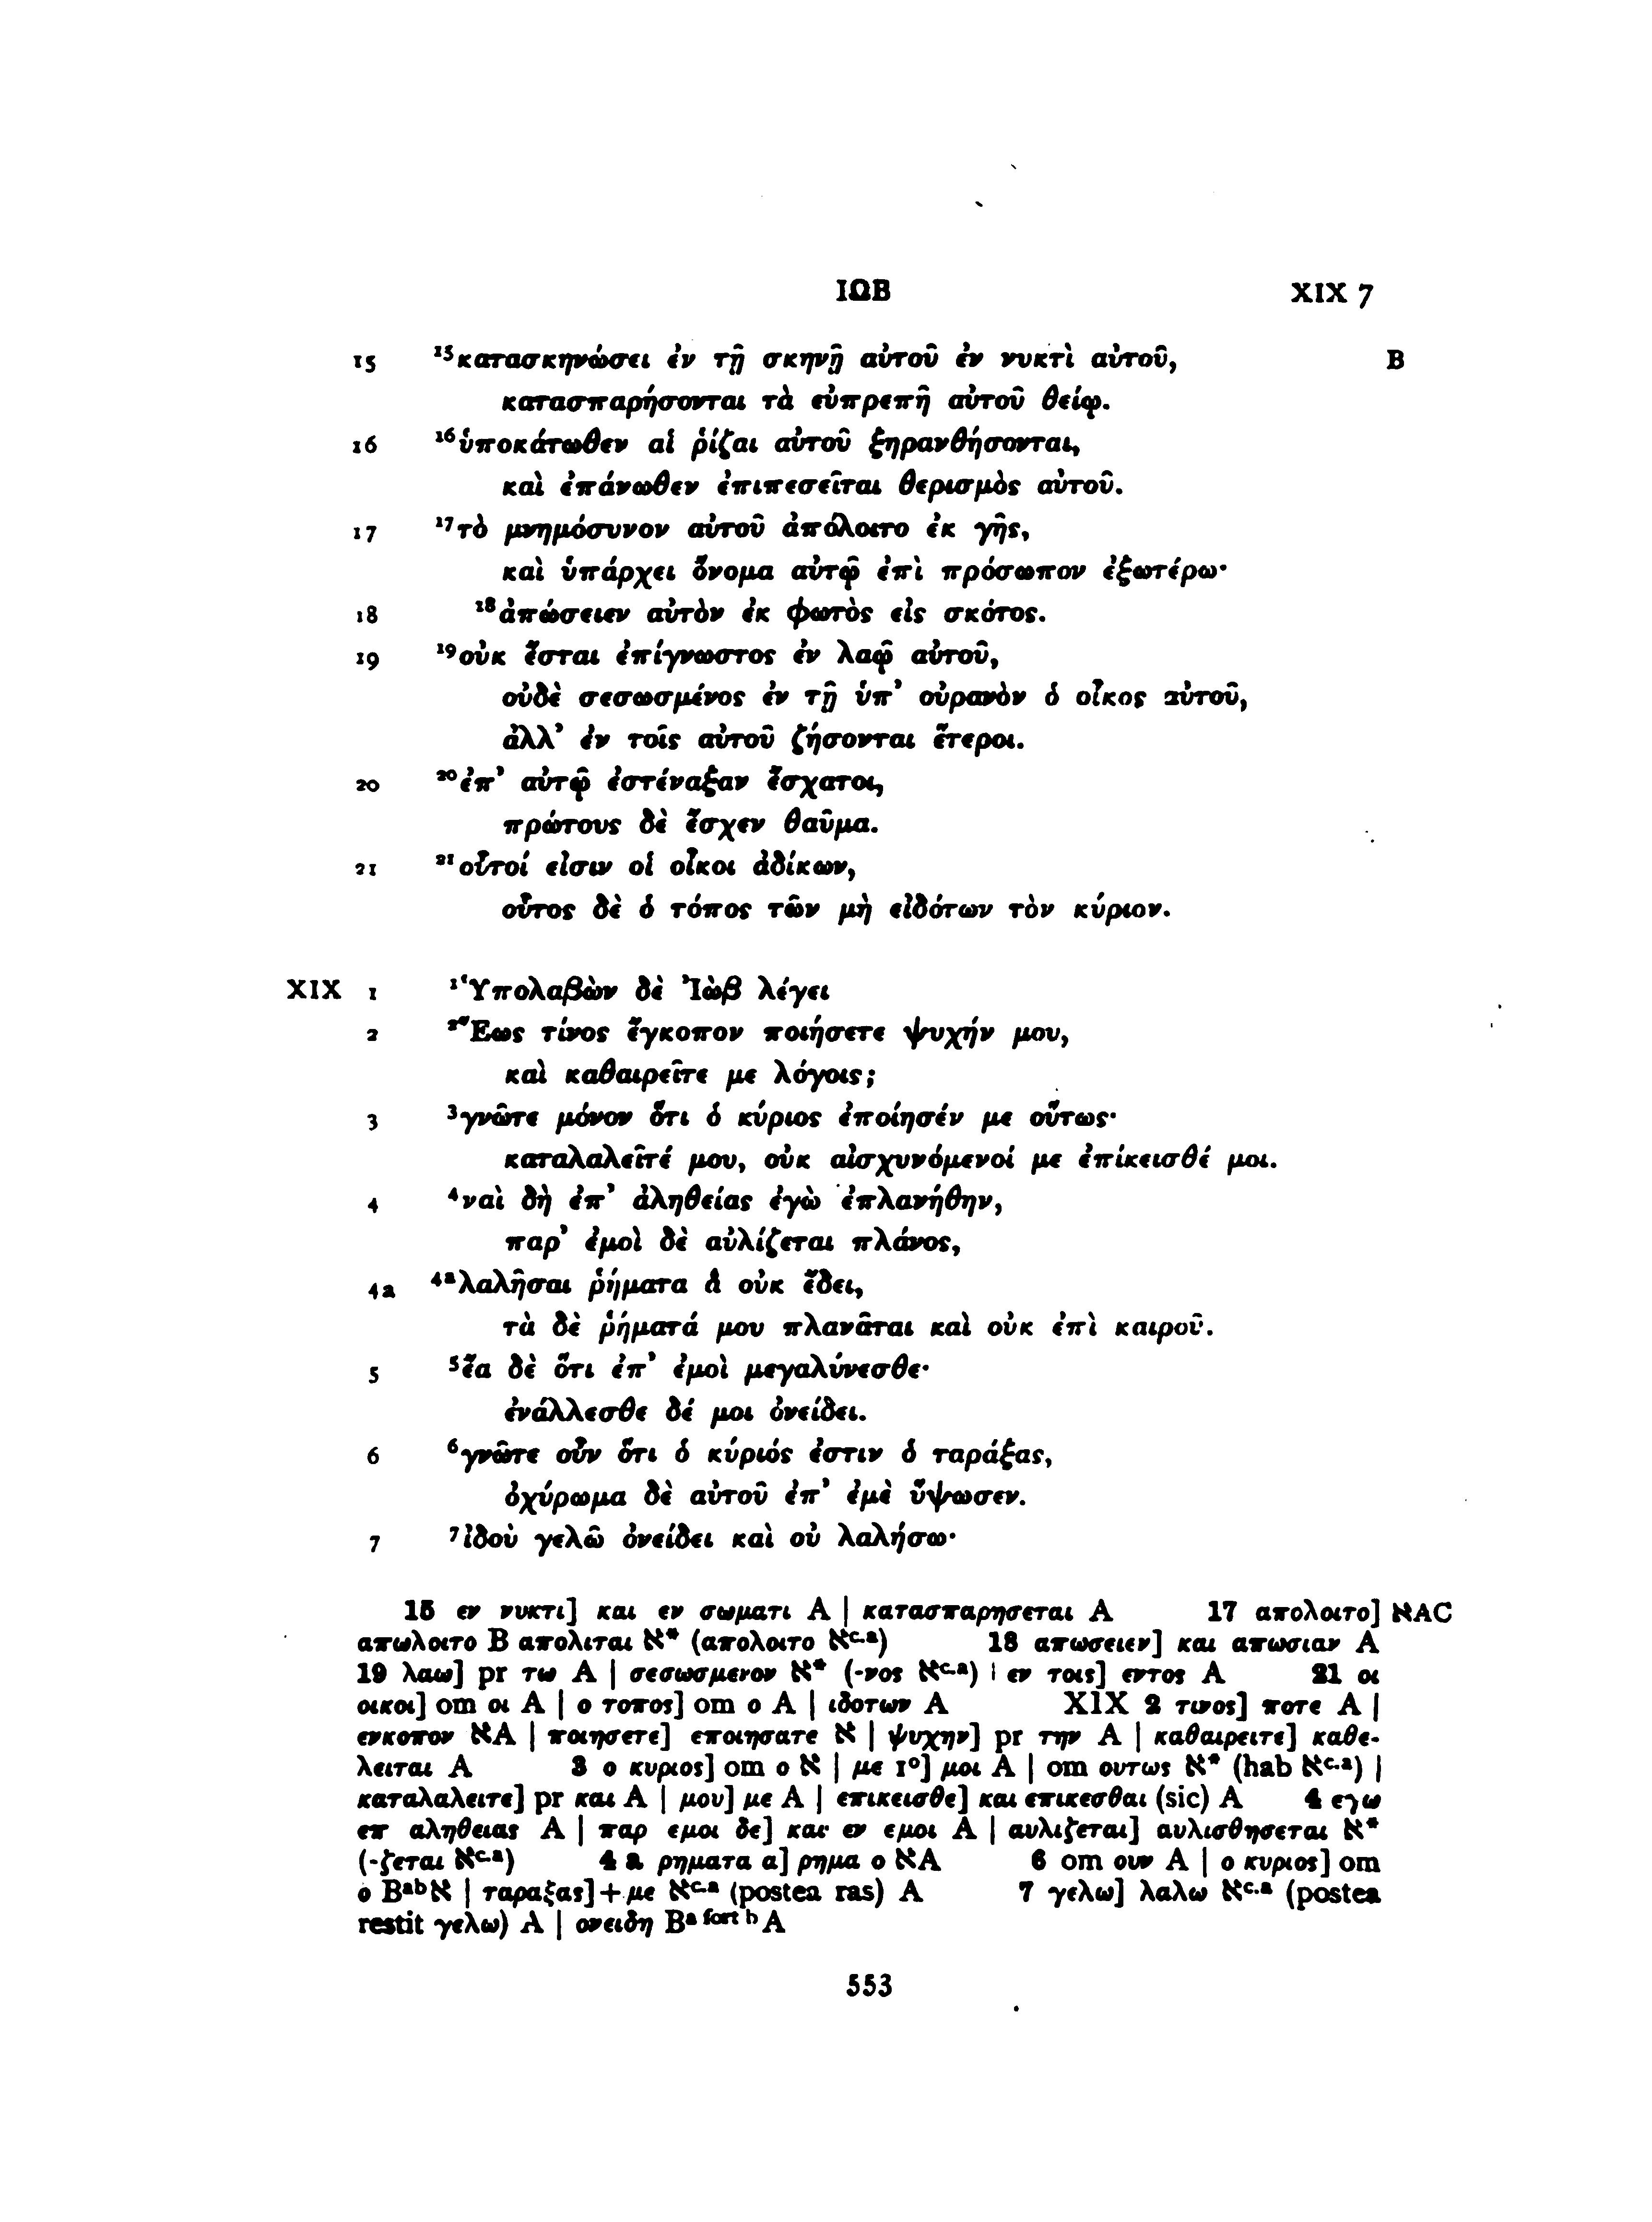 ΙΩΒ XIX 7
15 ¹⁵κατασκηνώσει ἐν τῇ σκηνῇ αὐτοῦ ἐν νυκτὶ αὐτοῦ, B
κατασπαρήσονται τὰ εὐπρεπῆ αὐτοῦ θείῳ.
16 ¹⁶ὑποκάτωθεν αἱ ῥίζαι αὐτοῦ ξηρανθήσονται,
καὶ ἐπάνωθεν ἐπιπεσεῖται θερισμὸς αὐτοῦ.
17 ¹⁷τὸ μνημόσυνον αὐτοῦ ἀπόλοιτο ἐκ γῆς,
καὶ ὑπάρχει ὄνομα αὐτῷ ἐπὶ πρόσωπον ἐξωτέρω·
18 ¹⁸ἀπώσειεν αὐτὸν ἐκ φωτὸς εἰς σκότος.
19 ¹⁹οὐκ ἔσται ἐπίγνωστος ἐν λαῷ αὐτοῦ,
οὐδὲ σεσωσμένος ἐν τῇ ὑπ’ οὐρανὸν ὁ οἶκος αὐτοῦ,
ἀλλ’ ἐν τοῖς αὐτοῦ ζήσονται ἕτεροι.
20 ²⁰ἐπ’ αὐτῷ ἐστέναξαν ἔσχατοι,
πρώτους δὲ ἔσχεν θαῦμα.
21 ²¹οὗτοί εἰσιν οἱ οἶκοι ἀδίκων,
οὗτος δὲ ὁ τόπος τῶν μὴ εἰδότων τὸν κύριον.
XIX 1 ¹Ὑπολαβὼν δὲ Ἰὼβ λέγει
2 ²Ἕως τίνος ἔγκοπον ποιήσετε ψυχήν μου,
καὶ καθαιρεῖτε με λόγοις;
3 ³γνῶτε μόνον ὅτι ὁ κύριος ἐποίησέν με οὕτως·
καταλαλεῖτέ μου, οὐκ αἰσχυνόμενοί με ἐπίκεισθέ μοι.
4 ⁴ναὶ δὴ ἐπ’ ἀληθείας ἐγὼ ἐπλανήθην,
παρ’ ἐμοὶ δὲ αὐλίζεται πλάνος,
4a ⁴ᵃλαλῆσαι ῥήματα ἃ οὐκ ἔδει,
τὰ δὲ ῥήματά μου πλανᾶται καὶ οὐκ ἐπὶ καιροῦ.
5 ⁵ἔα δὲ ὅτι ἐπ’ ἐμοὶ μεγαλύνεσθε·
ἐνάλλεσθε δέ μοι ὀνείδει.
6 ⁶γνῶτε οὖν ὅτι ὁ κύριός ἐστιν ὁ ταράξας,
ὀχύρωμα δὲ αὐτοῦ ἐπ’ ἐμὲ ὕψωσεν.
7 ⁷ἰδοὺ γελῶ ὀνείδει καὶ οὐ λαλήσω·
15 εν νυκτι] και εν σωματι A | κατασπαρησεται A 17 απολοιτο] ℵAC
απωλοιτο B απολιται ℵ* (απολοιτο ℵᶜ·ᵃ) 18 απωσειεν] και απωσιαν A
19 λαω] pr τω A | σεσωσμενον ℵ* (-νος ℵᶜ·ᵃ) | εν τοις] εντος A 21 οι
οικοι] om οι A | ο τοπος] om ο A | ιδοτων A XIX 2 τινος] ποτε A |
ενκοπον ℵA | ποιησετε] εποιησατε ℵ | ψυχην] pr την A | καθαιρειτε] καθε-
λειται A 3 ο κυριος] om ο ℵ | με 1°] μοι A | om ουτως ℵ* (hab ℵᶜ·ᵃ) |
καταλαλειτε] pr και A | μου] με A | επικεισθε] και επικεσθαι (sic) A 4 εγω
επ αληθειας A | παρ εμοι δε] και εν εμοι A | αυλιζεται] αυλισθησεται ℵ*
(-ζεται ℵᶜ·ᵃ) 4 a ρηματα α] ρημα ο ℵA 6 om ουν A | ο κυριος] om
ο Bᵃᵇℵ | ταραξας]+με ℵᶜ·ᵃ (postea ras) A 7 γελω] λαλω ℵᶜ·ᵃ (postea
restit γελω) A | ονειδη Bᵃ ᶠᵒʳᵗ ᵇ A
553